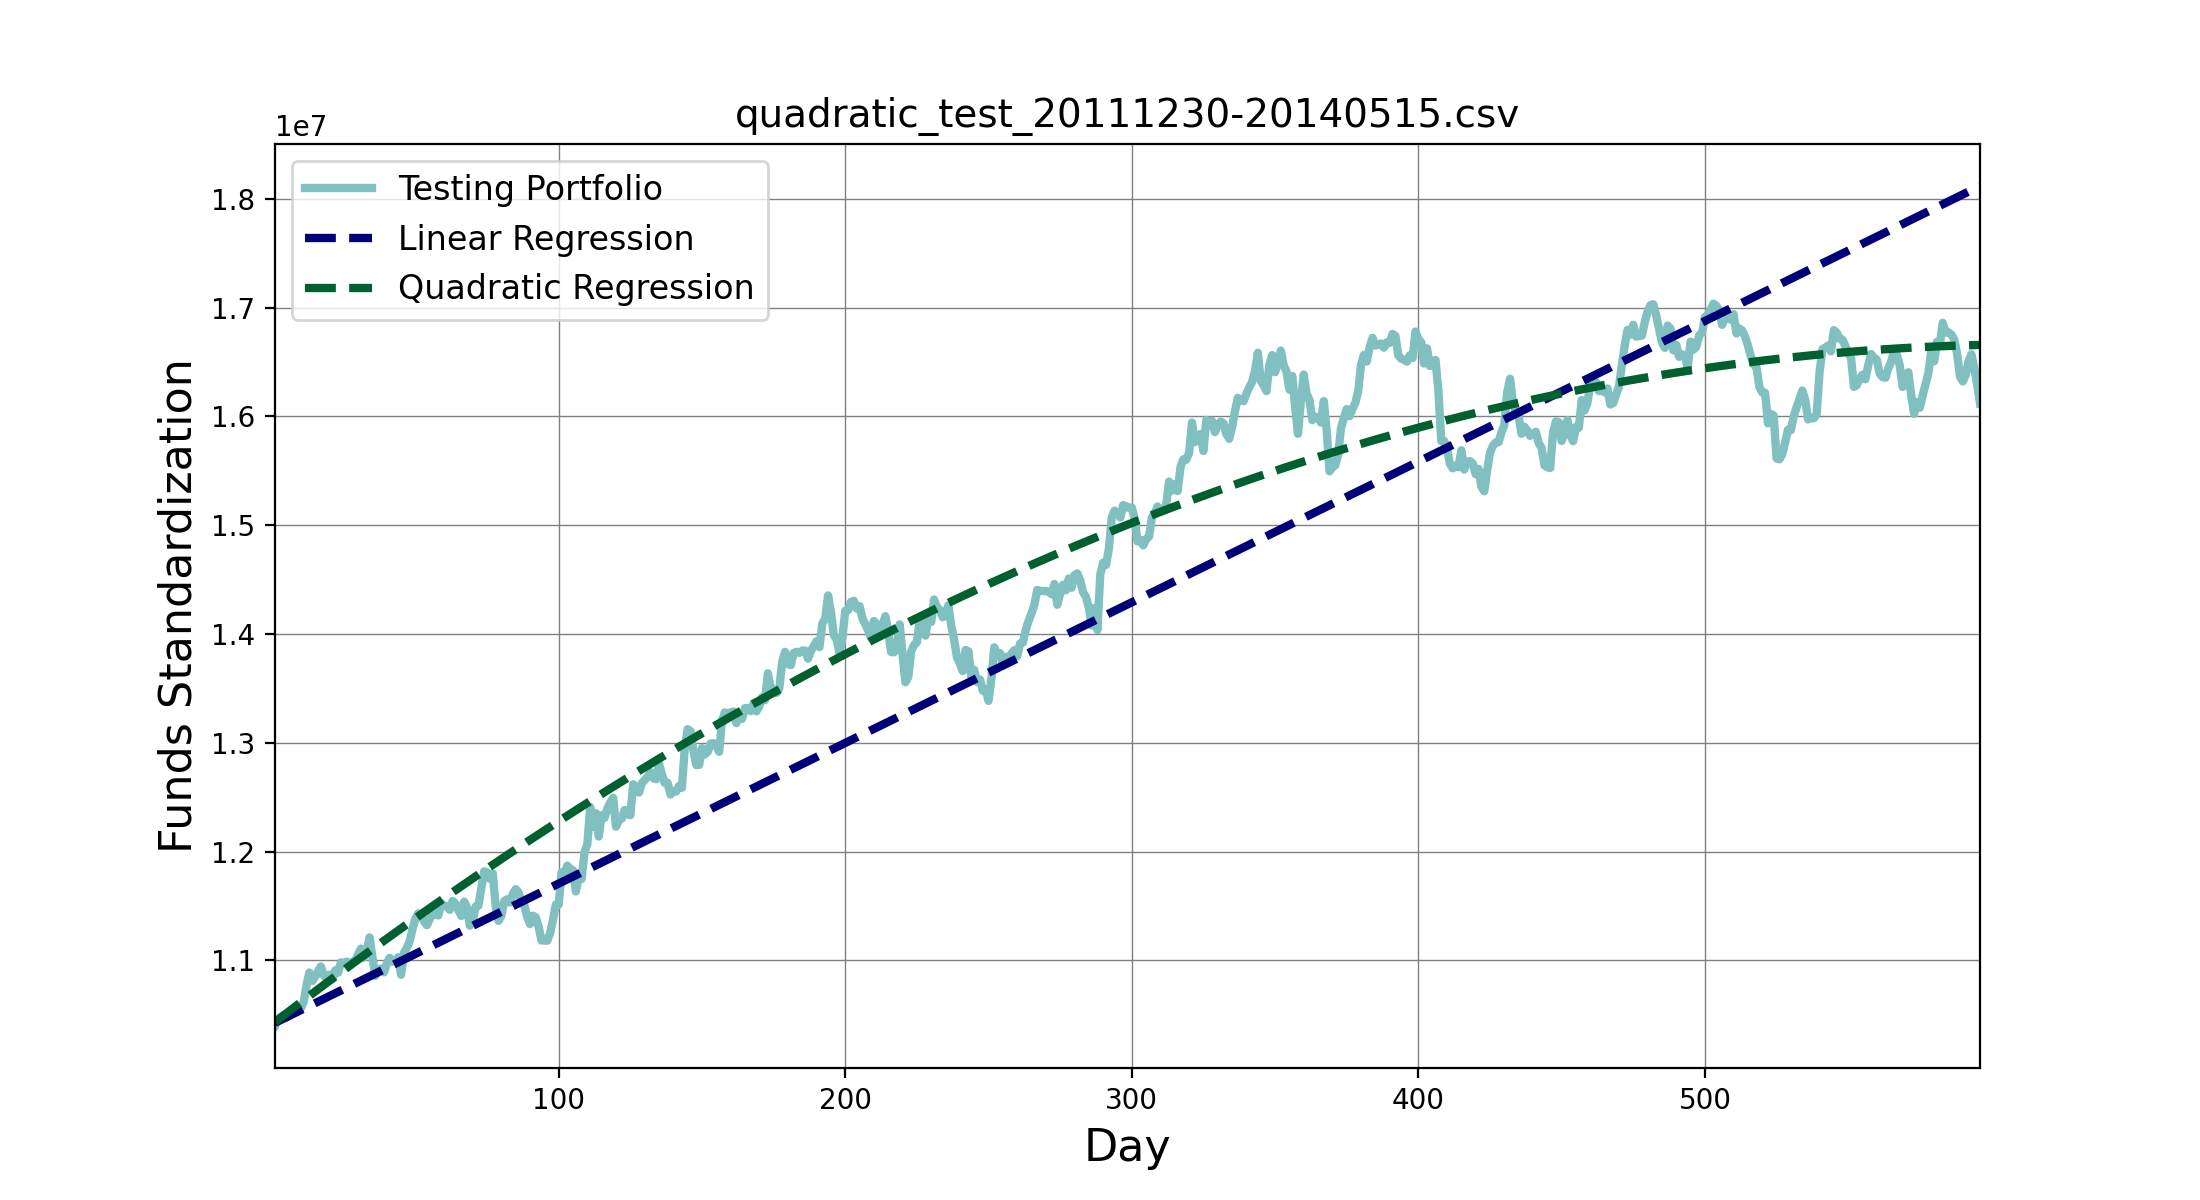 quadratic_test_20111230-20140515.csv
1e7
Testing Portfolio
Linear Regression
Quadratic Regression
1.8
1.7
1.6
1.5
1.4
1.3
1.2
1.1
Funds Standardization
100 200 300 400 500
Day